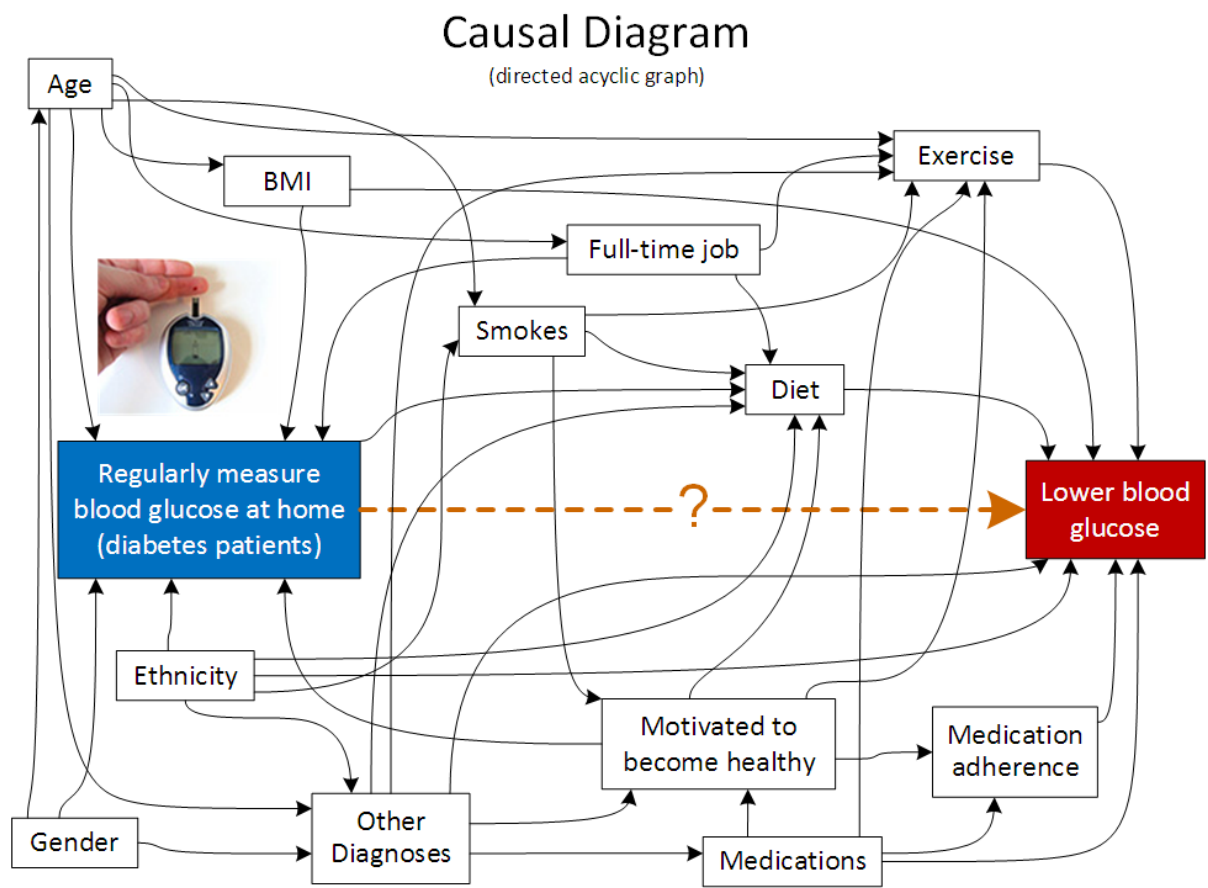 Causal Diagram
(directed acyclic graph)
Age
Exercise
BMI
Full-time job
Smokes
Diet
Regularly measure
blood glucose at home
(diabetes patients)
?
Lower blood
glucose
Ethnicity
Motivated to
become healthy
Medication
adherence
Gender
Other
Diagnoses
Medications